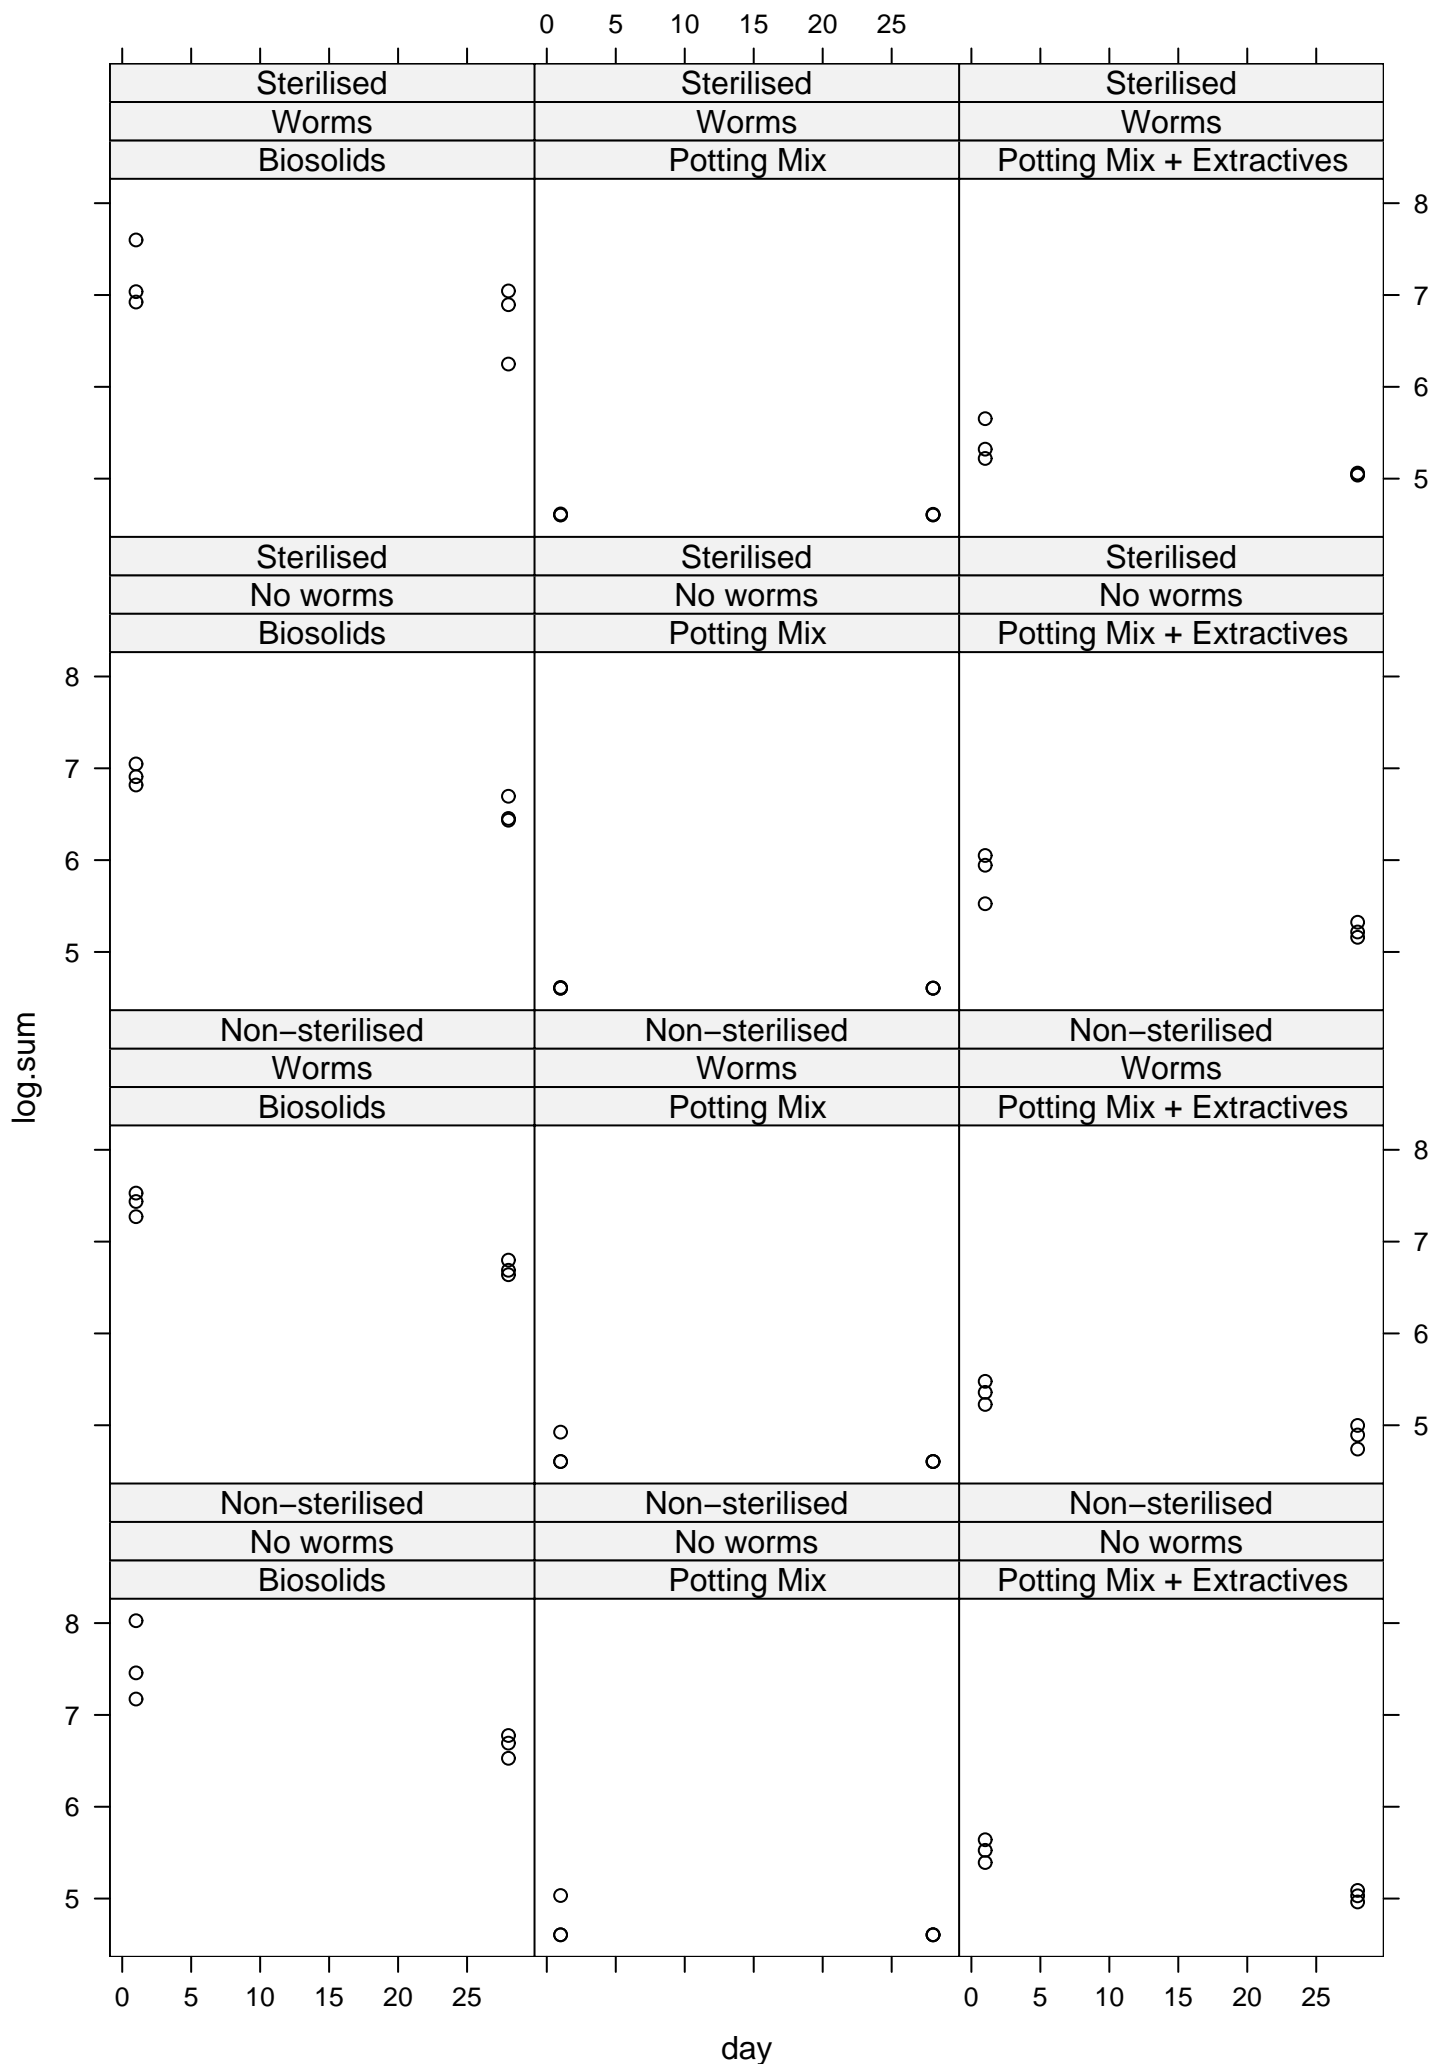 0 5 10 15 20 25
Sterilised Sterilised Sterilised
Worms Worms Worms
Biosolids Potting Mix Potting Mix + Extractives
8
7
6
5
Sterilised Sterilised Sterilised
No worms No worms No worms
Biosolids Potting Mix Potting Mix + Extractives
8
7
6
5
log.sum
Non−sterilised Non−sterilised Non−sterilised
Worms Worms Worms
Biosolids Potting Mix Potting Mix + Extractives
8
7
6
5
Non−sterilised Non−sterilised Non−sterilised
No worms No worms No worms
Biosolids Potting Mix Potting Mix + Extractives
8
7
6
5
0 5 10 15 20 25 0 5 10 15 20 25
day